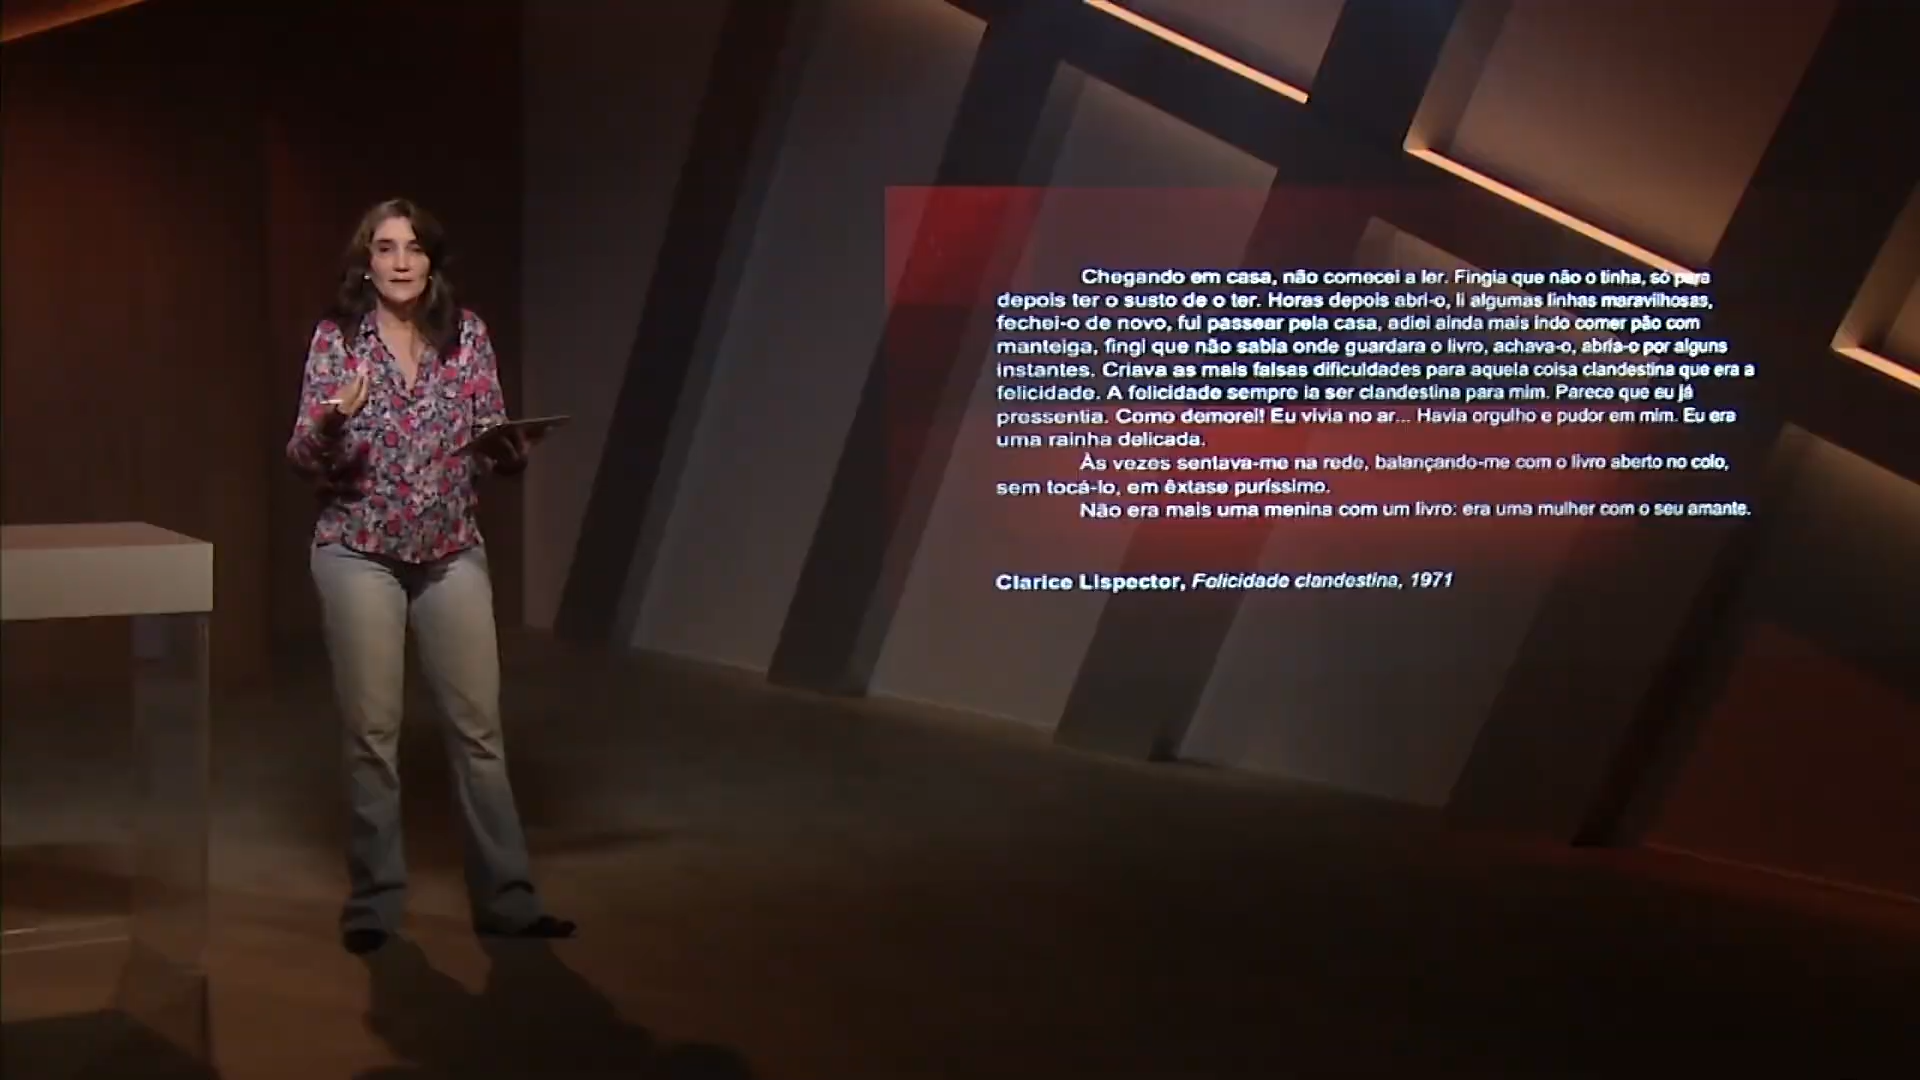 Chegando em casa, não comecei a ler. Fingia que não o tinha, só para
depois ter o susto de o ter. Horas depois abri-o, li algumas linhas maravilhosas,
fechei-o de novo, fui passear pela casa, adiei ainda mais indo comer pão com
manteiga, fingi que não sabia onde guardara o livro, achava-o, abria-o por alguns
instantes. Criava as mais falsas dificuldades para aquela coisa clandestina que era a
felicidade. A felicidade sempre ia ser clandestina para mim. Parece que eu já
pressentia. Como demorei! Eu vivia no ar... Havia orgulho e pudor em mim. Eu era
uma rainha delicada.
Às vezes sentava-me na rede, balançando-me com o livro aberto no colo,
sem tocá-lo, em êxtase puríssimo.
Não era mais uma menina com um livro: era uma mulher com o seu amante.
Clarice Lispector, Felicidade clandestina, 1971